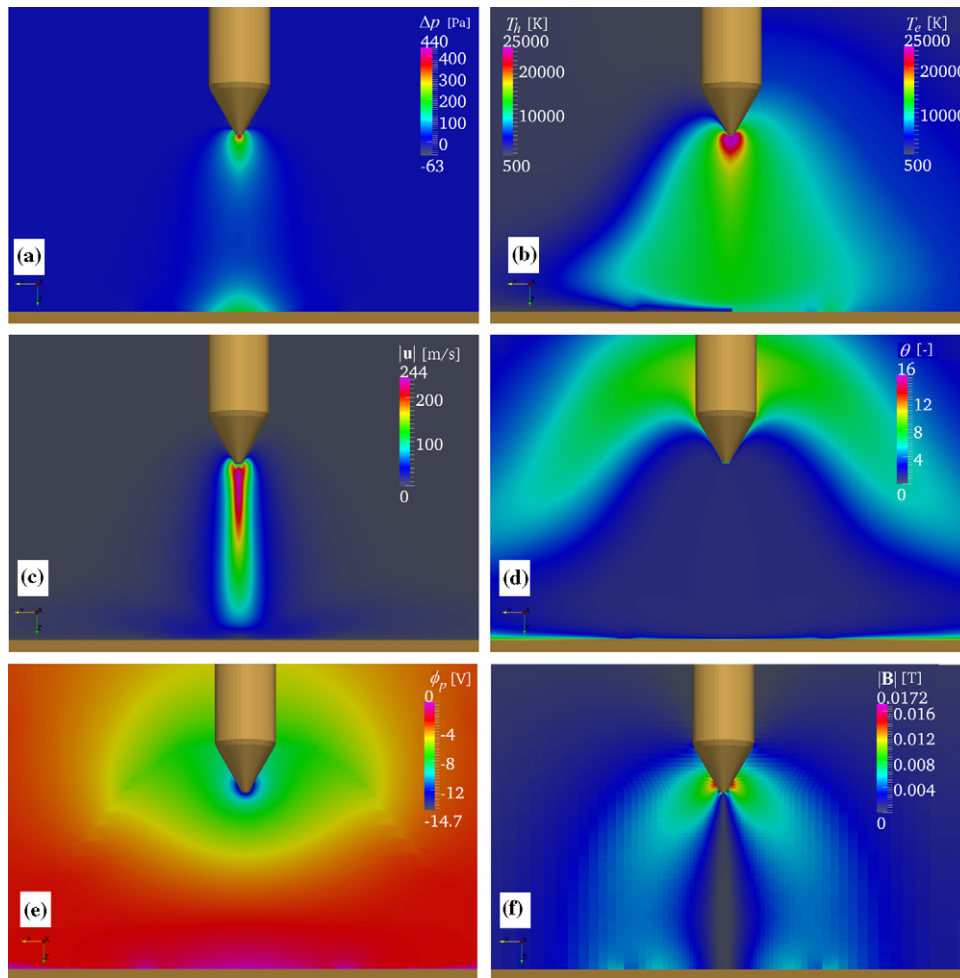 Δp [Pa]
440
400
300
200
100
0
-63
(a)
T_h [K]
25000
20000
10000
500
T_e [K]
25000
20000
10000
500
(b)
|u| [m/s]
244
200
100
0
(c)
θ [-]
16
12
8
4
0
(d)
ϕ_p [V]
0
-4
-8
-12
-14.7
(e)
|B| [T]
0.0172
0.016
0.012
0.008
0.004
0
(f)